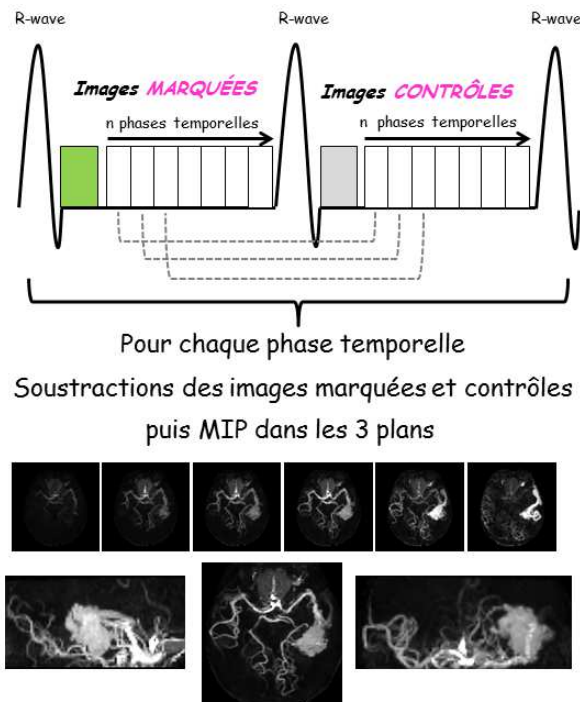 R-wave
R-wave
R-wave
Images MARQUÉES
Images CONTRÔLES
n phases temporelles
n phases temporelles
Pour chaque phase temporelle
Soustractions des images marquées et contrôles
puis MIP dans les 3 plans